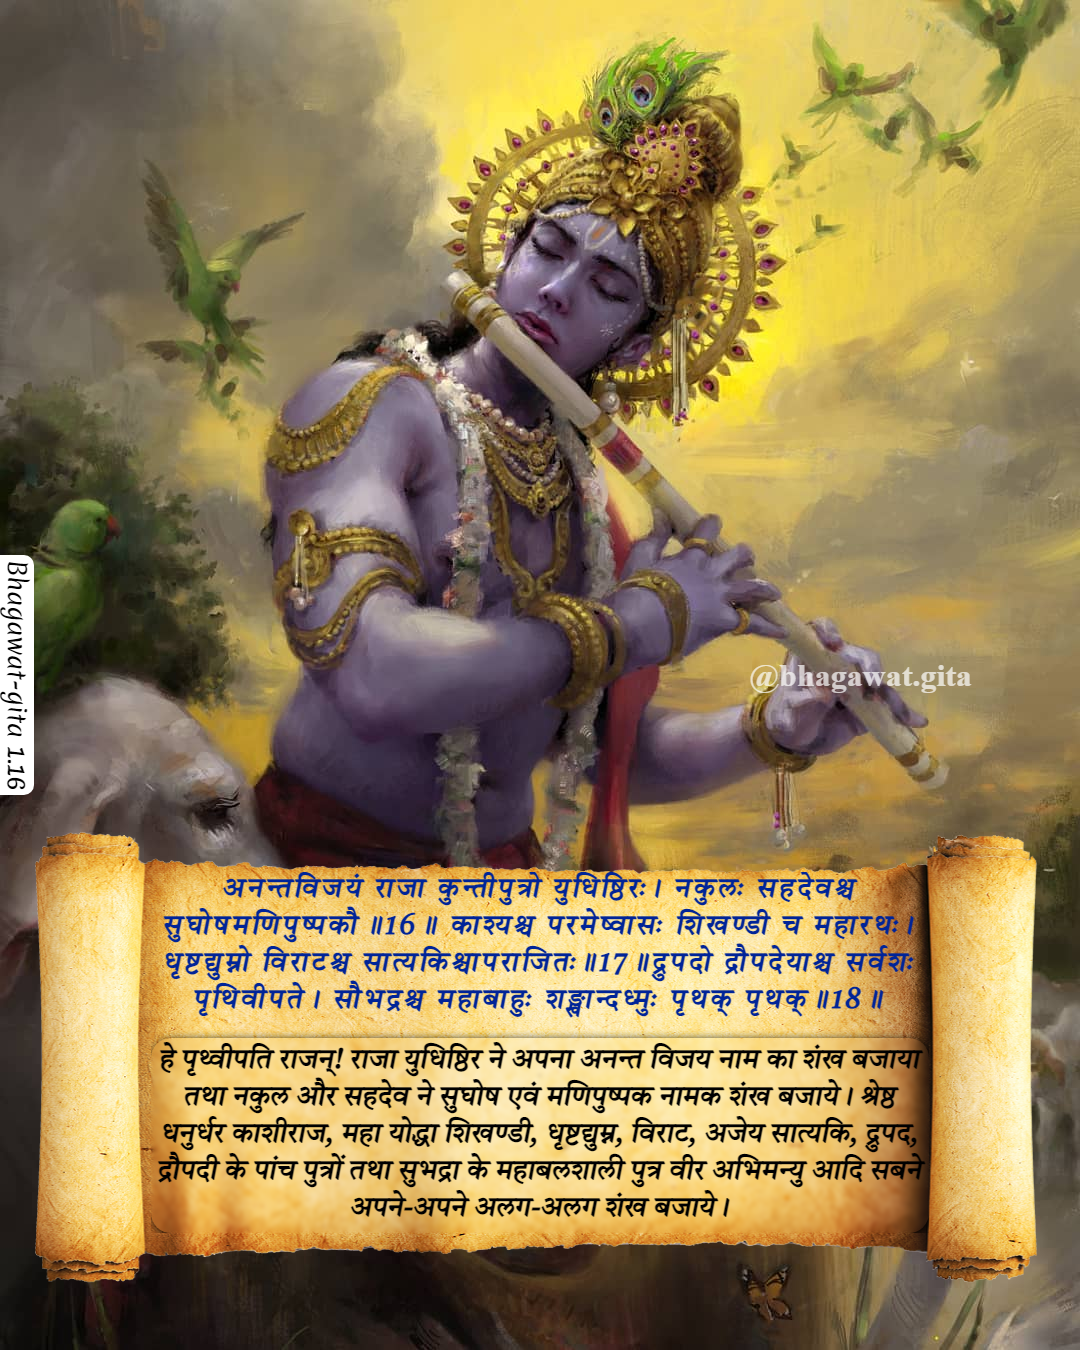 Bhagawat-gita 1.16
@bhagawat.gita
अनन्तविजयं राजा कुन्तीपुत्रो युधिष्ठिरः। नकुलः सहदेवश्च
सुघोषमणिपुष्पकौ ॥16॥ काश्यश्च परमेष्वासः शिखण्डी च महारथः।
धृष्टद्युम्नो विराटश्च सात्यकिश्चापराजितः॥17॥द्रुपदो द्रौपदेयाश्च सर्वशः
पृथिवीपते। सौभद्रश्च महाबाहुः शङ्खान्दध्मुः पृथक् पृथक्॥18॥
हे पृथ्वीपति राजन्! राजा युधिष्ठिर ने अपना अनन्त विजय नाम का शंख बजाया
तथा नकुल और सहदेव ने सुघोष एवं मणिपुष्पक नामक शंख बजाये। श्रेष्ठ
धनुर्धर काशीराज, महा योद्धा शिखण्डी, धृष्टद्युम्न, विराट, अजेय सात्यकि, द्रुपद,
द्रौपदी के पांच पुत्रों तथा सुभद्रा के महाबलशाली पुत्र वीर अभिमन्यु आदि सबने
अपने-अपने अलग-अलग शंख बजाये।